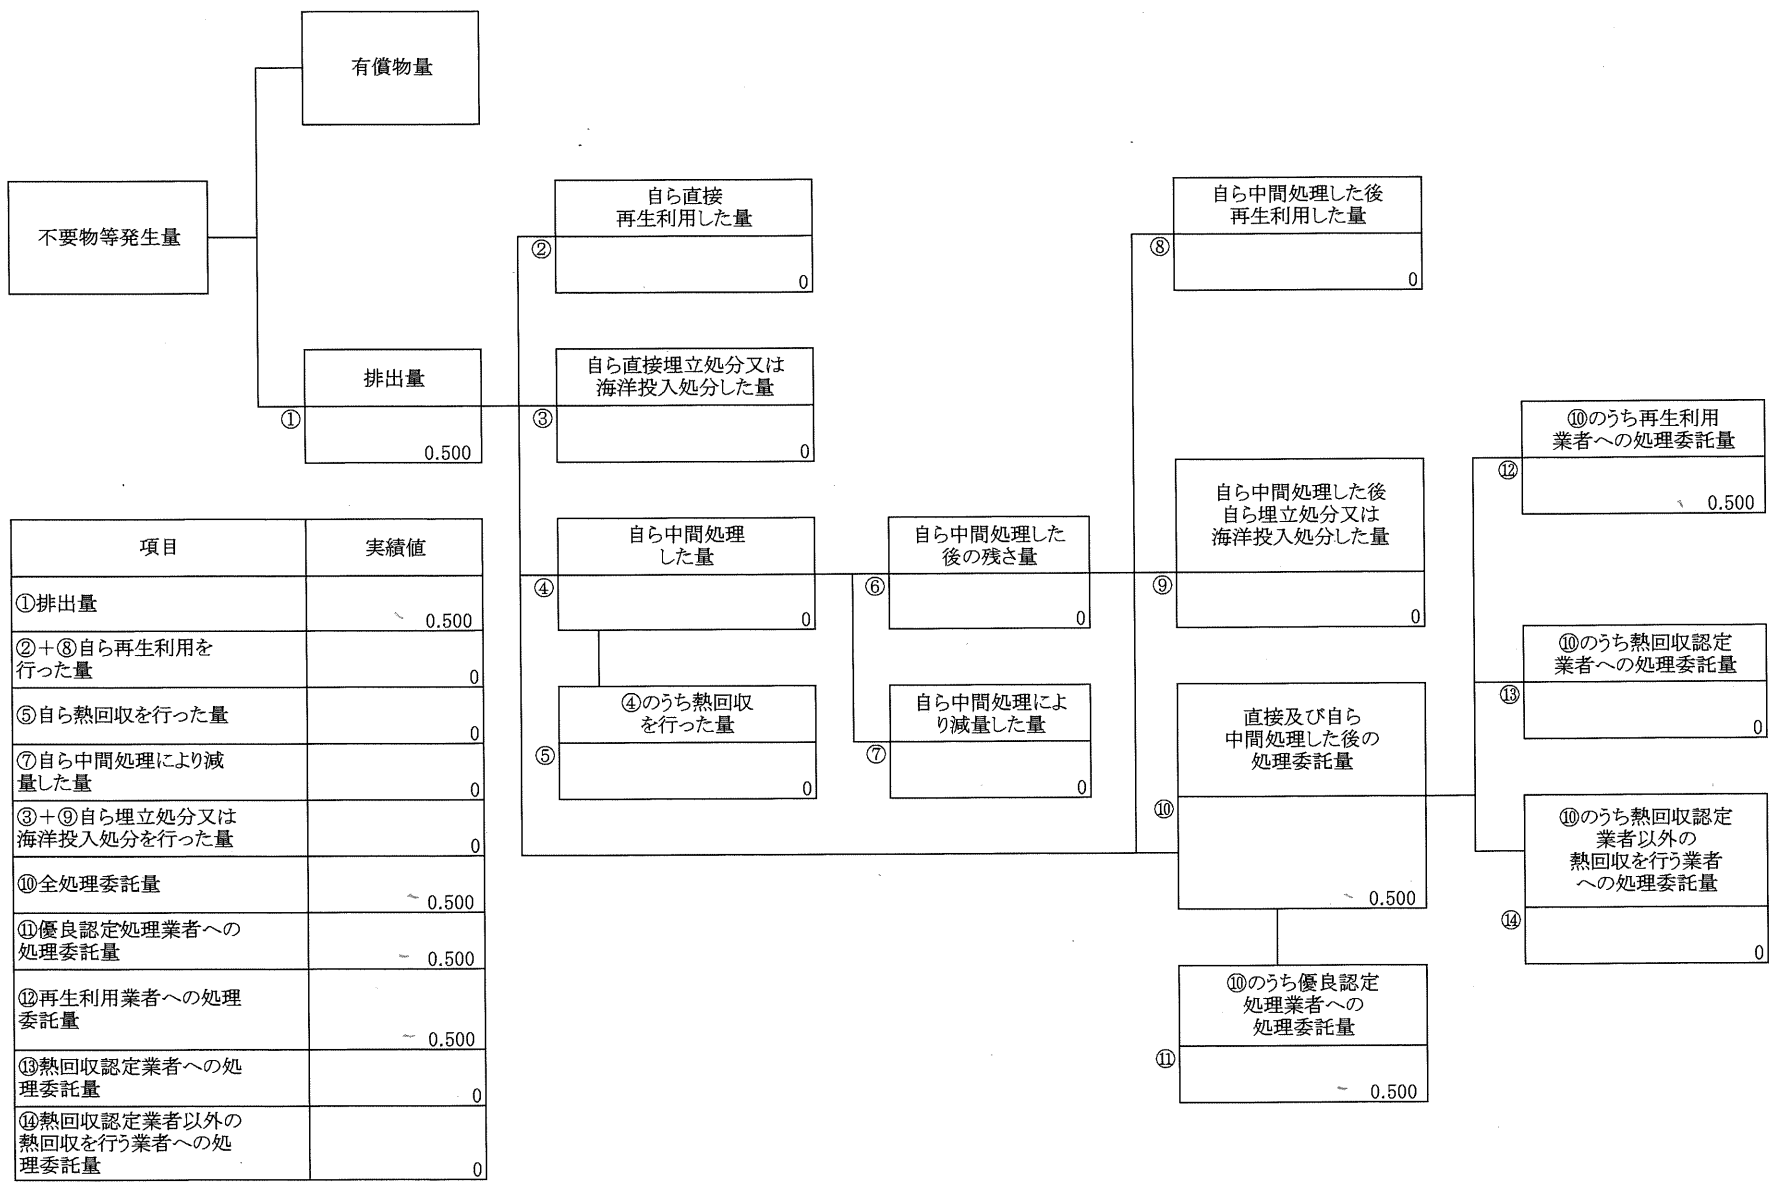 有償物量
不要物等発生量
排出量
①
0.500
自ら直接
再生利用した量
②
0
自ら直接埋立処分又は
海洋投入処分した量
③
0
自ら中間処理
した量
④
0
④のうち熱回収
を行った量
⑤
0
自ら中間処理した
後の残さ量
⑥
0
自ら中間処理によ
り減量した量
⑦
0
自ら中間処理した後
再生利用した量
⑧
0
自ら中間処理した後
自ら埋立処分又は
海洋投入処分した量
⑨
0
直接及び自ら
中間処理した後の
処理委託量
⑩
0.500
⑩のうち優良認定
処理業者への
処理委託量
⑪
0.500
⑩のうち再生利用
業者への処理委託量
⑫
0.500
⑩のうち熱回収認定
業者への処理委託量
⑬
0
⑩のうち熱回収認定
業者以外の
熱回収を行う業者
への処理委託量
⑭
0
項目 実績値
①排出量
0.500
②+⑧自ら再生利用を
行った量
0
⑤自ら熱回収を行った量
0
⑦自ら中間処理により減
量した量
0
③+⑨自ら埋立処分又は
海洋投入処分を行った量
0
⑩全処理委託量
0.500
⑪優良認定処理業者への
処理委託量
0.500
⑫再生利用業者への処理
委託量
0.500
⑬熱回収認定業者への処
理委託量
0
⑭熱回収認定業者以外の
熱回収を行う業者への処
理委託量
0